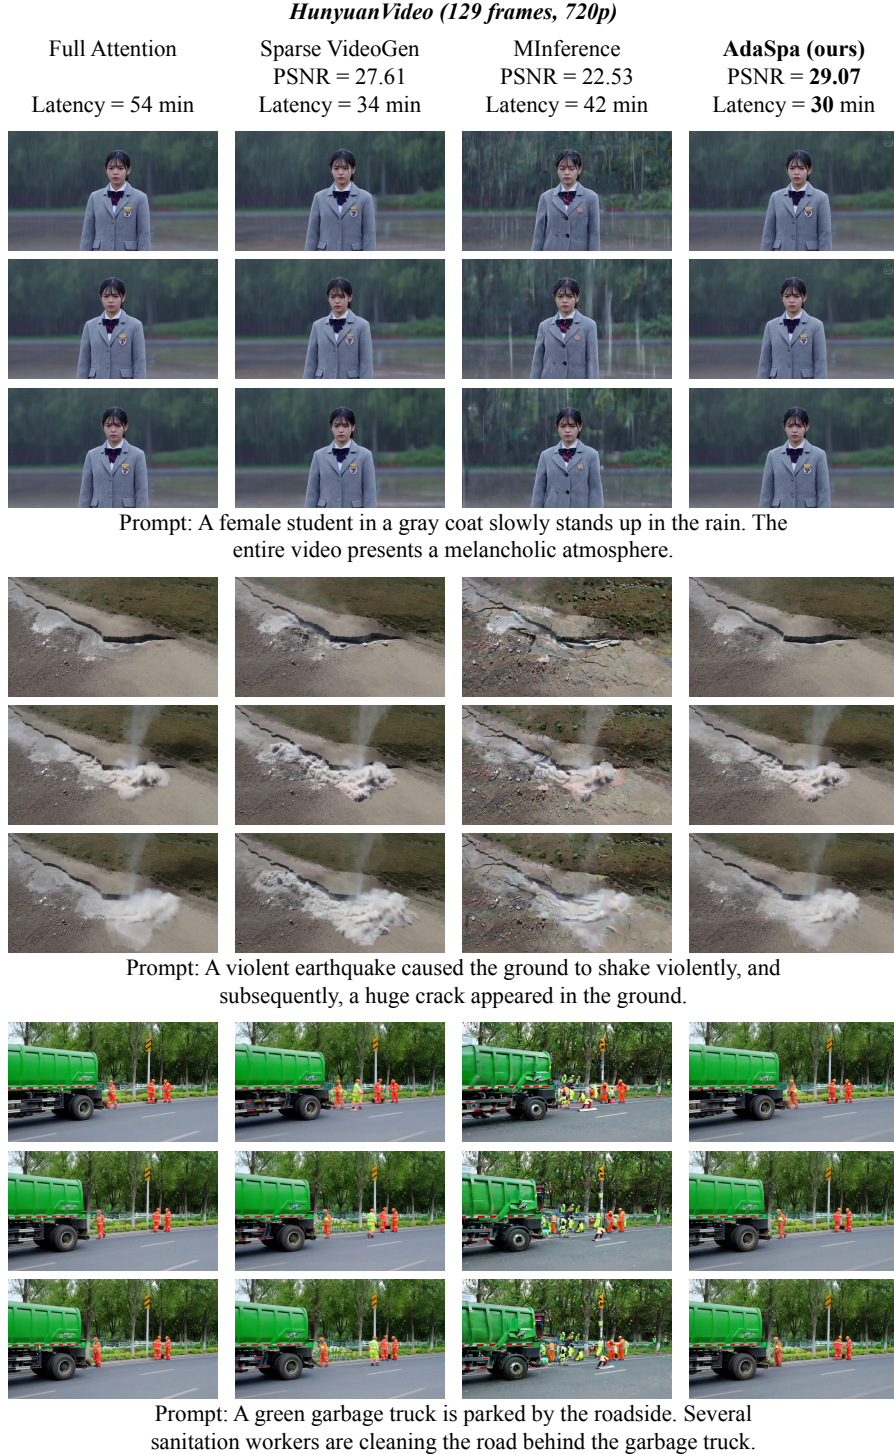 HunyuanVideo (129 frames, 720p)
Full Attention
Latency = 54 min
Sparse VideoGen
PSNR = 27.61
Latency = 34 min
MInference
PSNR = 22.53
Latency = 42 min
AdaSpa (ours)
PSNR = 29.07
Latency = 30 min
Prompt: A female student in a gray coat slowly stands up in the rain. The
entire video presents a melancholic atmosphere.
Prompt: A violent earthquake caused the ground to shake violently, and
subsequently, a huge crack appeared in the ground.
Prompt: A green garbage truck is parked by the roadside. Several
sanitation workers are cleaning the road behind the garbage truck.